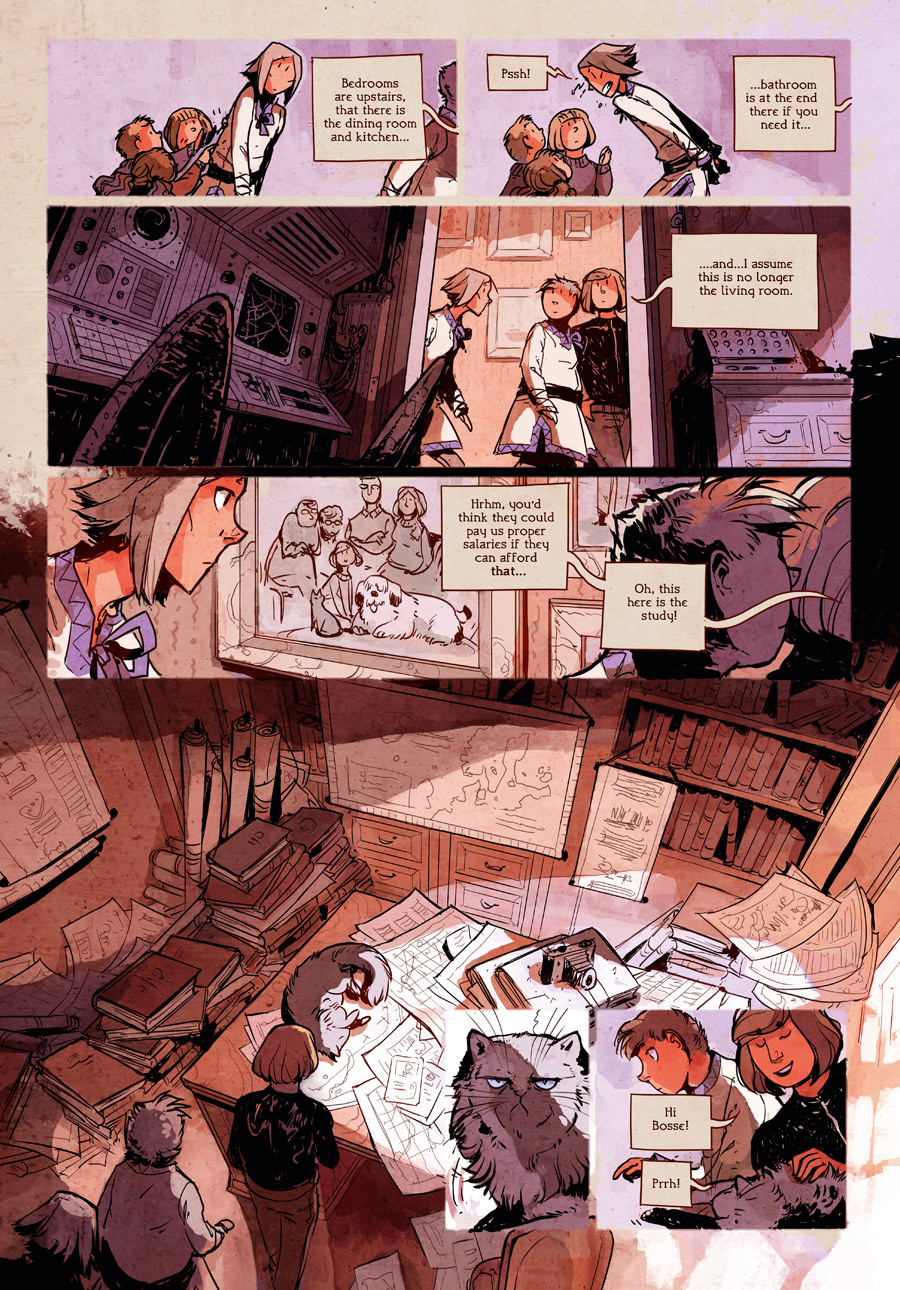 Bedrooms
are upstairs,
that there is
the dining room
and kitchen...
Pssh!
...bathroom
is at the end
there if you
need it...
....and...I assume
this is no longer
the living room.
Hrhm, you'd
think they could
pay us proper
salaries if they
can afford
that...
Oh, this
here is the
study!
Hi
Bosse!
Prrh!